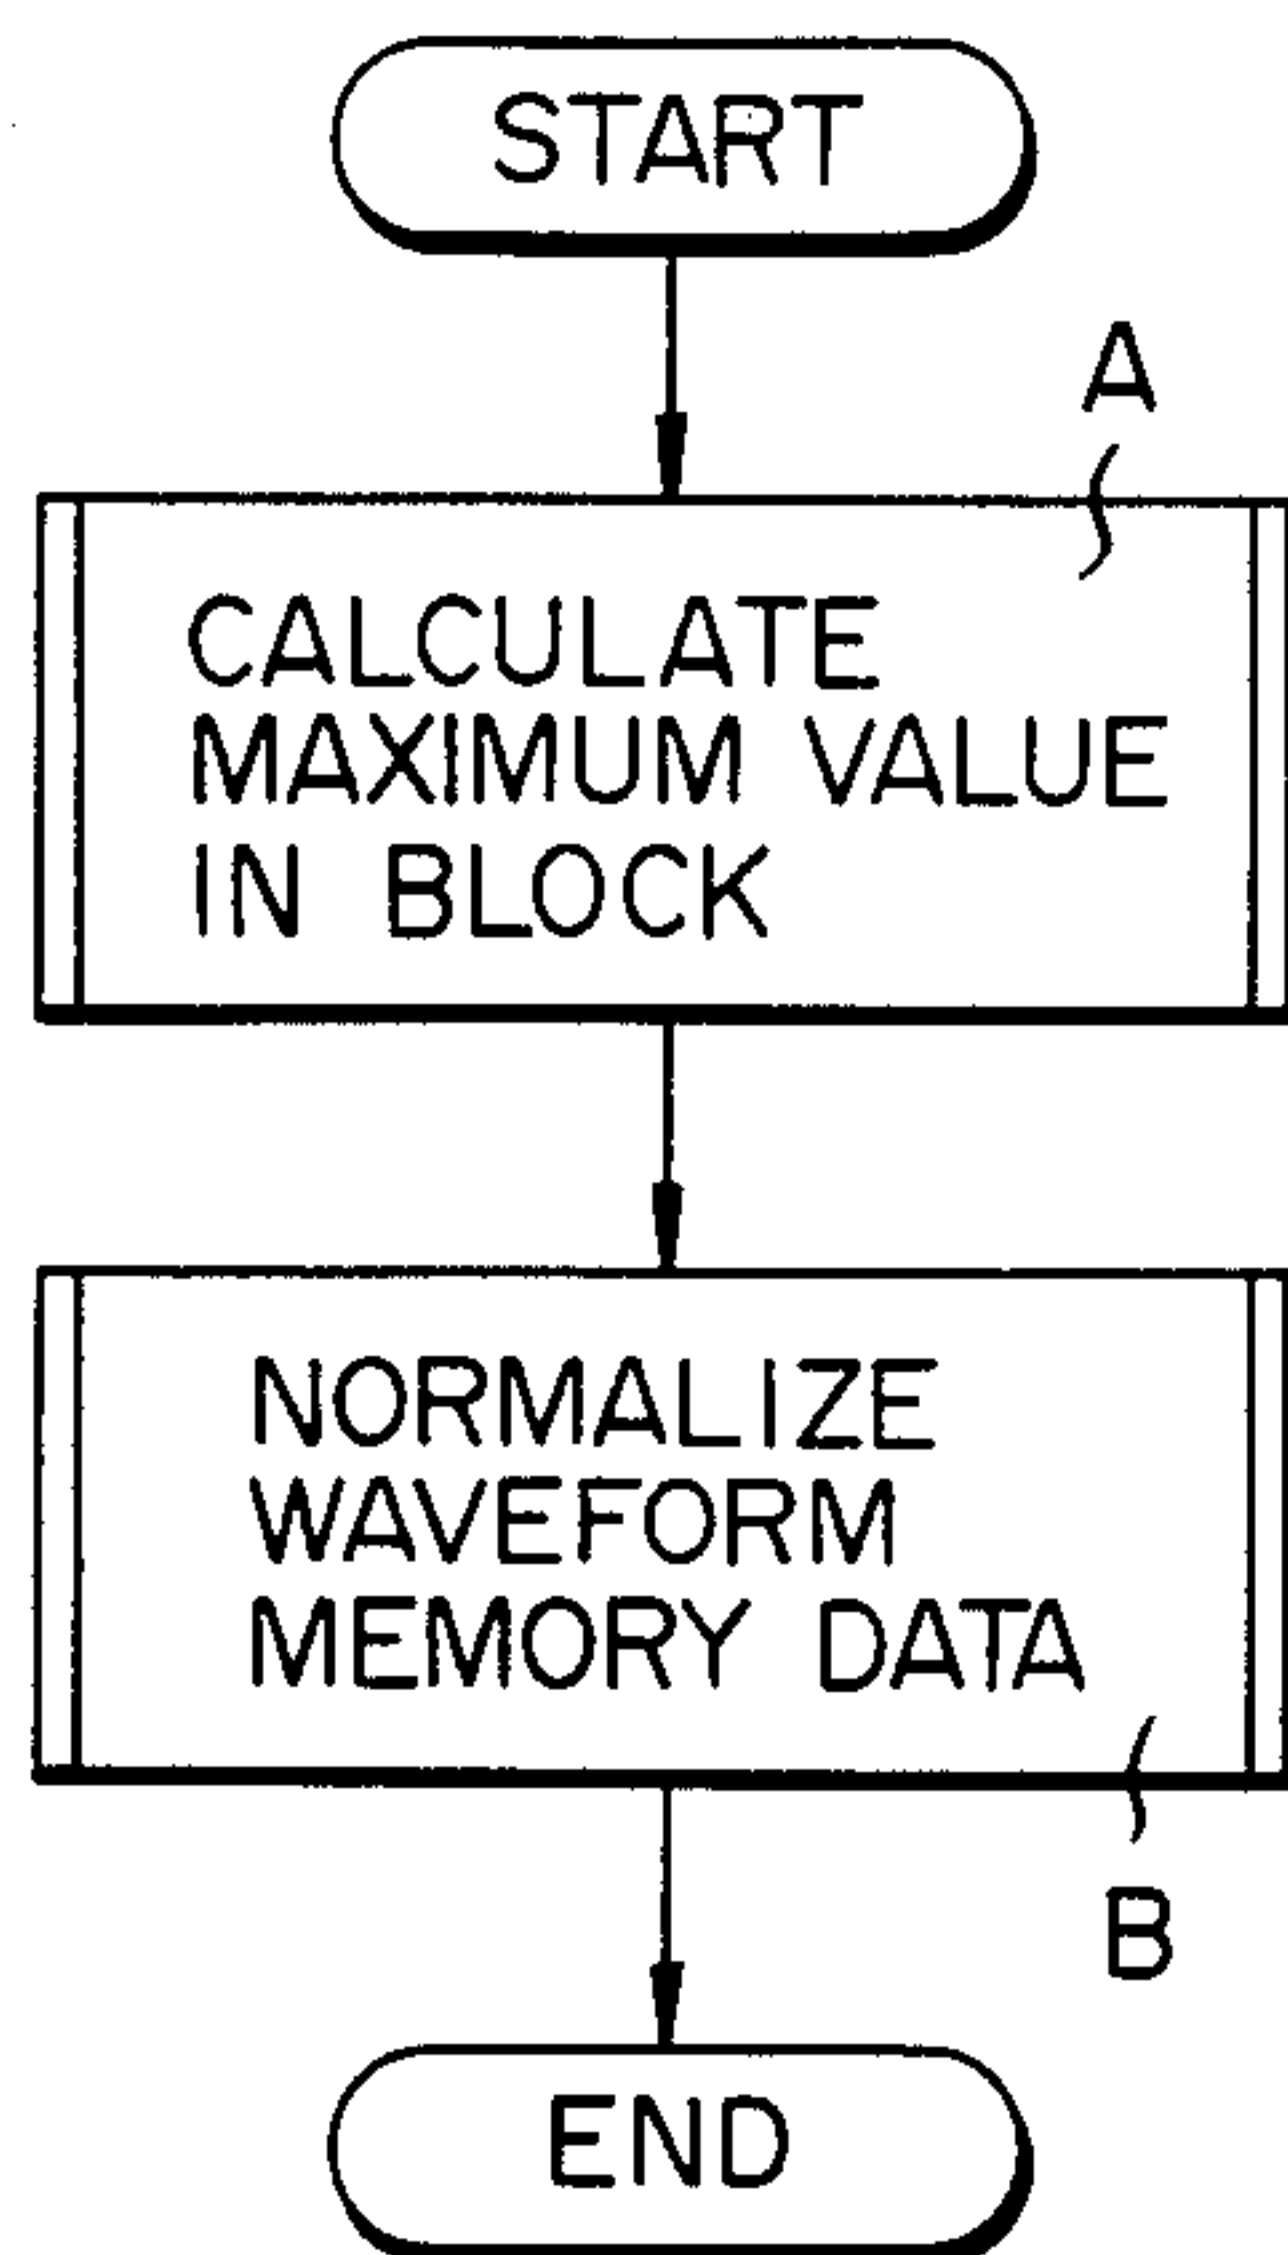 START
A
CALCULATE
MAXIMUM VALUE
IN BLOCK
NORMALIZE
WAVEFORM
MEMORY DATA
B
END